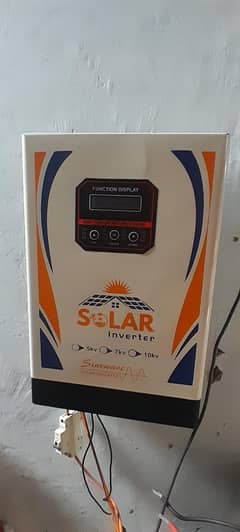 FUNCTION DISPLAY
SOLAR
inverter
5kv 7kv 10kv
Sinewave